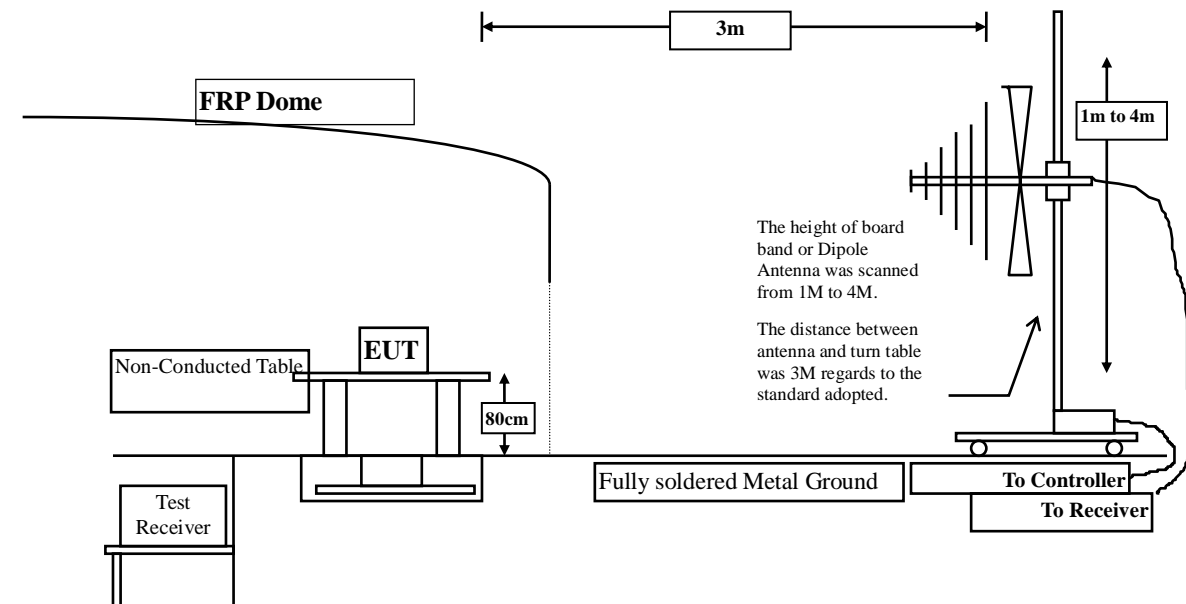 3m
FRP Dome
1m to 4m
The height of board
band or Dipole
Antenna was scanned
from 1M to 4M.
The distance between
antenna and turn table
was 3M regards to the
standard adopted.
EUT
Non-Conducted Table
80cm
Fully soldered Metal Ground
To Controller
To Receiver
Test
Receiver